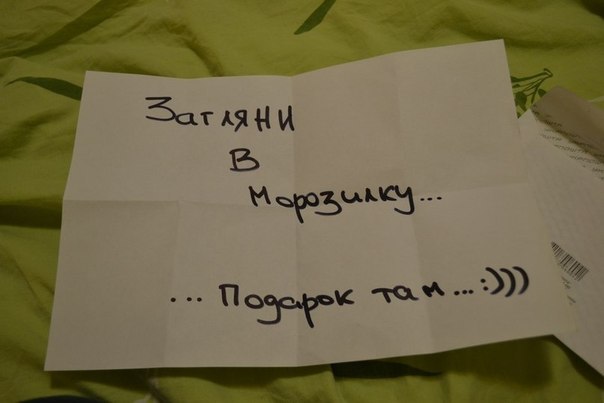 Загляни
в
морозилку...
... Подарок там...:)))